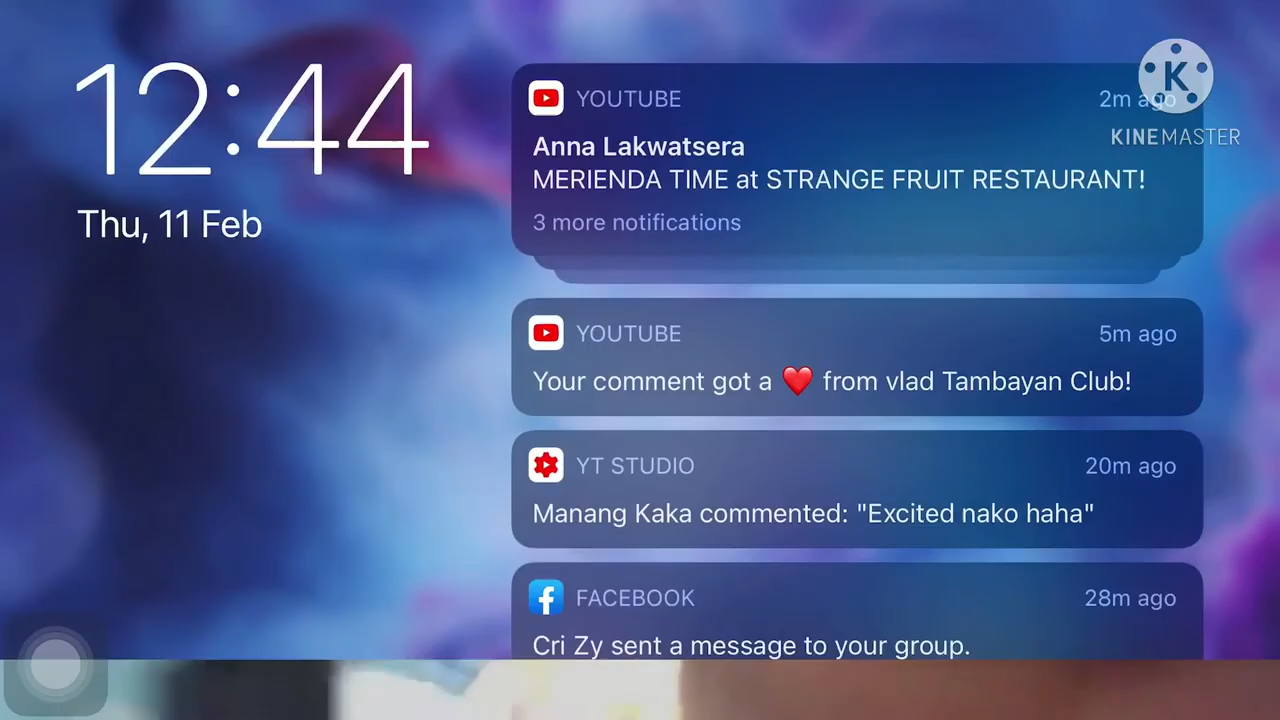 12:44
Thu, 11 Feb
YOUTUBE
2m ago
Anna Lakwatsera
MERIENDA TIME at STRANGE FRUIT RESTAURANT!
3 more notifications
YOUTUBE
5m ago
Your comment got a ❤️ from vlad Tambayan Club!
YT STUDIO
20m ago
Manang Kaka commented: "Excited nako haha"
FACEBOOK
28m ago
Cri Zy sent a message to your group.
K
KINEMASTER